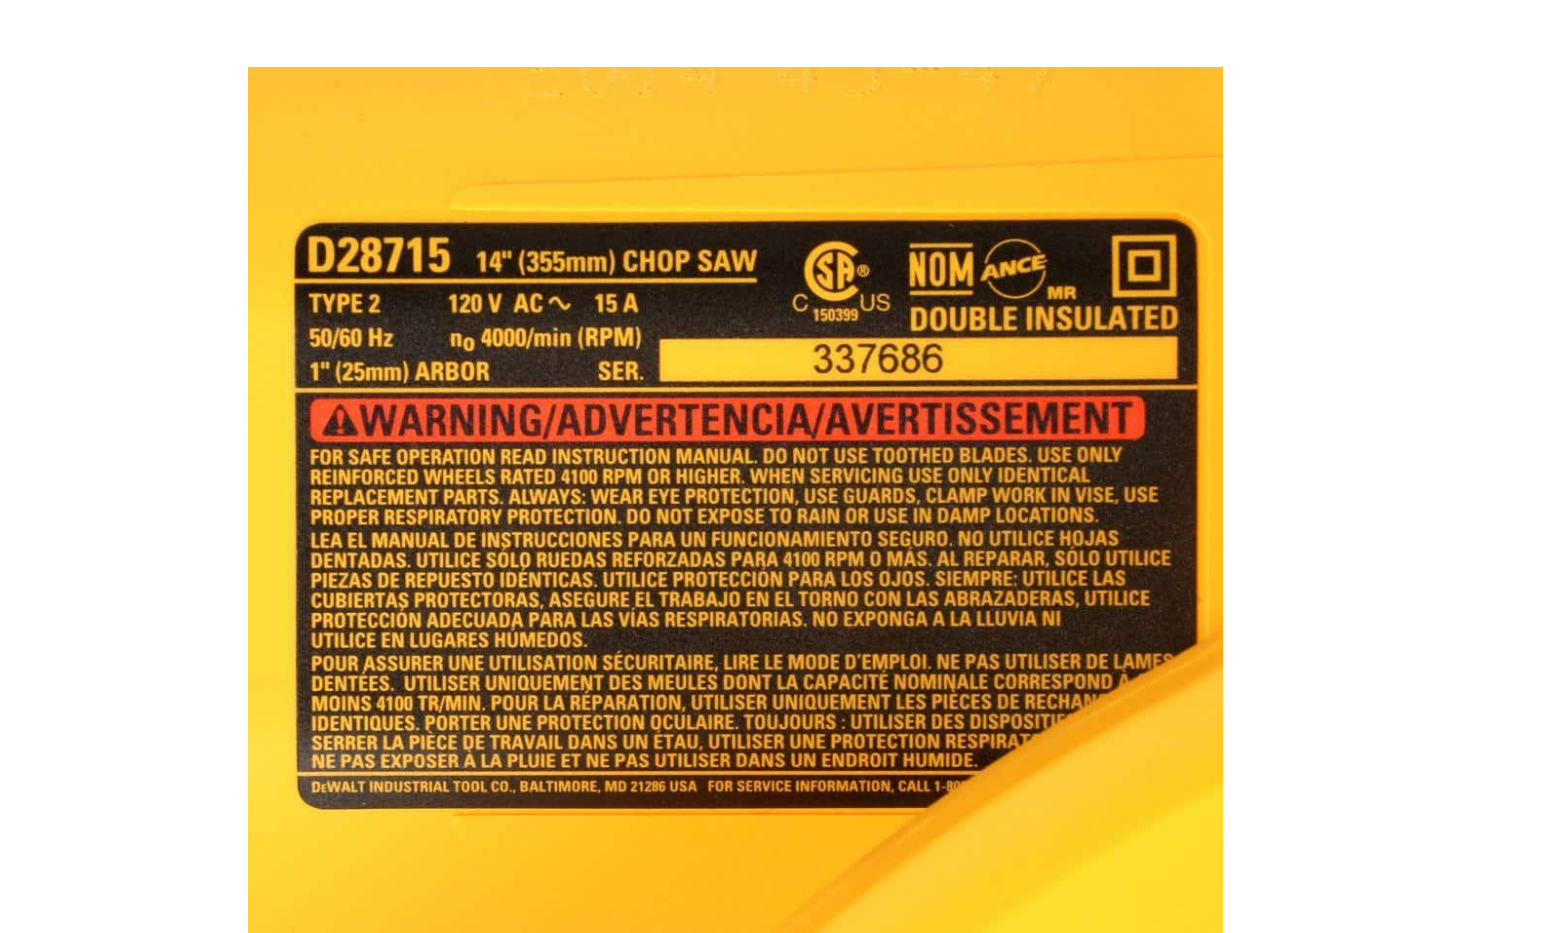 D28715 14" (355mm) CHOP SAW
TYPE 2 120 V AC ~ 15 A
50/60 Hz n₀ 4000/min (RPM)
1" (25mm) ARBOR SER. 337686
CSA®
C US
150399
NOM ANCE MR
DOUBLE INSULATED
⚠WARNING/ADVERTENCIA/AVERTISSEMENT
FOR SAFE OPERATION READ INSTRUCTION MANUAL. DO NOT USE TOOTHED BLADES. USE ONLY
REINFORCED WHEELS RATED 4100 RPM OR HIGHER. WHEN SERVICING USE ONLY IDENTICAL
REPLACEMENT PARTS. ALWAYS: WEAR EYE PROTECTION, USE GUARDS, CLAMP WORK IN VISE, USE
PROPER RESPIRATORY PROTECTION. DO NOT EXPOSE TO RAIN OR USE IN DAMP LOCATIONS.
LEA EL MANUAL DE INSTRUCCIONES PARA UN FUNCIONAMIENTO SEGURO. NO UTILICE HOJAS
DENTADAS. UTILICE SÓLO RUEDAS REFORZADAS PARA 4100 RPM O MÁS. AL REPARAR, SÓLO UTILICE
PIEZAS DE REPUESTO IDÉNTICAS. UTILICE PROTECCIÓN PARA LOS OJOS. SIEMPRE: UTILICE LAS
CUBIERTAS PROTECTORAS, ASEGURE EL TRABAJO EN EL TORNO CON LAS ABRAZADERAS, UTILICE
PROTECCIÓN ADECUADA PARA LAS VÍAS RESPIRATORIAS. NO EXPONGA A LA LLUVIA NI
UTILICE EN LUGARES HÚMEDOS.
POUR ASSURER UNE UTILISATION SÉCURITAIRE, LIRE LE MODE D'EMPLOI. NE PAS UTILISER DE LAMES
DENTÉES. UTILISER UNIQUEMENT DES MEULES DONT LA CAPACITÉ NOMINALE CORRESPOND À
MOINS 4100 TR/MIN. POUR LA RÉPARATION, UTILISER UNIQUEMENT LES PIÈCES DE
IDENTIQUES. PORTER UNE PROTECTION OCULAIRE. TOUJOURS : UTILISER DES
SERRER LA PIÈCE DE TRAVAIL DANS UN ÉTAU, UTILISER UNE PROTECTION
NE PAS EXPOSER À LA PLUIE ET NE PAS UTILISER DANS UN ENDROIT HUMIDE.
DEWALT INDUSTRIAL TOOL CO., BALTIMORE, MD 21286 USA FOR SERVICE INFORMATION, CALL